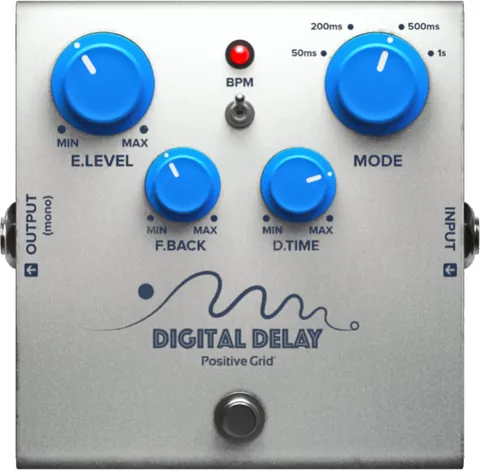 200ms
500ms
50ms
1s
BPM
MIN
MAX
E.LEVEL
MODE
OUTPUT
(mono)
INPUT
MIN
MAX
F.BACK
MIN
MAX
D.TIME
DIGITAL DELAY
Positive Grid